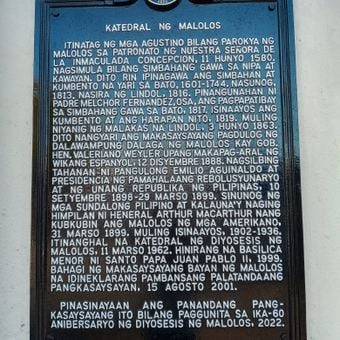 KATEDRAL NG MALOLOS
ITINATAG NG MGA AGUSTINO BILANG PAROKYA NG
MALOLOS SA PATRONATO NG NUESTRA SEÑORA DE
LA INMACULADA CONCEPCION, 11 HUNYO 1580.
NAGSIMULA BILANG SIMBAHANG GAWA SA NIPA AT
KAWAYAN. DITO RIN IPINAGAWA ANG SIMBAHAN AT
KUMBENTO NA YARI SA BATO, 1601-1744. NASUNOG,
1813. NASIRA NG LINDOL, 1816. PINANGUNAHAN NI
PADRE MELCHOR FERNANDEZ, OSA, ANG PAGPAPATIBAY
SA SIMBAHANG GAWA SA BATO, 1817. ISINAAYOS ANG
KUMBENTO AT ANG HARAPAN NITO, 1819. MULING
NIYANIG NG MALAKAS NA LINDOL, 3 HUNYO 1863.
DITO NANGYARI ANG MAKASAYSAYANG PAGDULOG NG
DALAWAMPUNG DALAGA NG MALOLOS KAY GOB.
HEN. VALERIANO WEYLER UPANG MAKAPAG-ARAL NG
WIKANG ESPANYOL, 12 DISYEMBRE 1888. NAGSILBING
TAHANAN NI PANGULONG EMILIO AGUINALDO AT
PRESIDENCIA NG PAMAHALAANG REBOLUSYUNARYO
AT NG UNANG REPUBLIKA NG PILIPINAS, 10
SETYEMBRE 1898-29 MARSO 1899. SINUNOG NG
MGA SUNDALONG PILIPINO AT KALAUNA'Y NAGING
HIMPILAN NI HENERAL ARTHUR MACARTHUR NANG
KUBKUBIN ANG MALOLOS NG MGA AMERIKANO,
31 MARSO 1899. MULING ISINAAYOS, 1902-1936.
ITINANGHAL NA KATEDRAL NG DIYOSESIS NG
MALOLOS, 11 MARSO 1962. HINIRANG NA BASILICA
MENOR NI SANTO PAPA JUAN PABLO II, 1999.
BAHAGI NG MAKASAYSAYANG BAYAN NG MALOLOS
NA IDINEKLARANG PAMBANSANG PALATANDAANG
PANGKASAYSAYAN, 15 AGOSTO 2001.
PINASINAYAAN ANG PANANDANG PANG-
KASAYSAYANG ITO BILANG PAGGUNITA SA IKA-60
ANIBERSARYO NG DIYOSESIS NG MALOLOS, 2022.